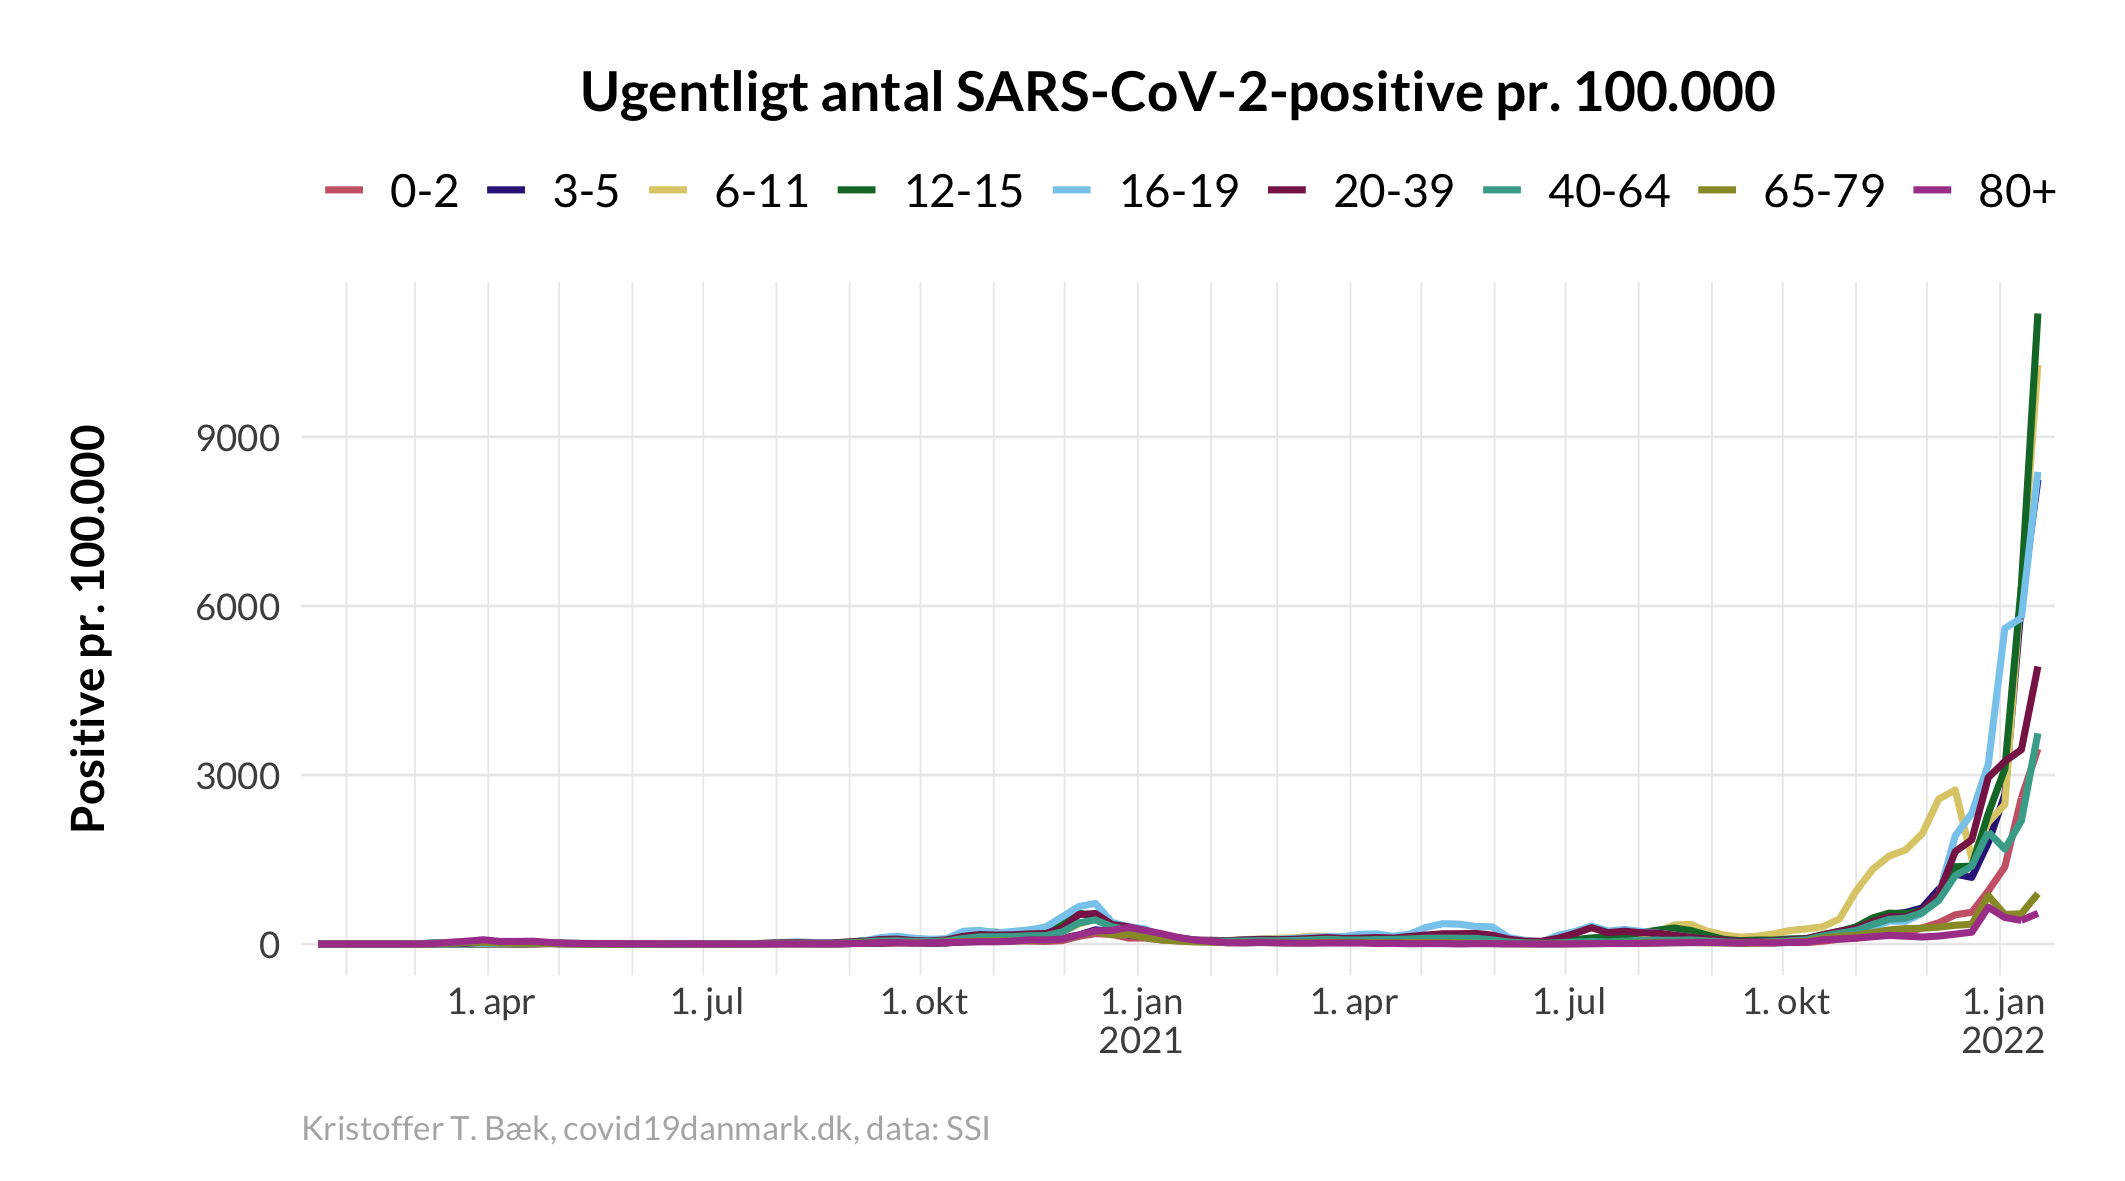 Ugentligt antal SARS-CoV-2-positive pr. 100.000
0-2 3-5 6-11 12-15 16-19 20-39 40-64 65-79 80+
Positive pr. 100.000
9000
6000
3000
0
1. apr 1. jul 1. okt 1. jan 1. apr 1. jul 1. okt 1. jan
2021 2022
Kristoffer T. Bæk, covid19danmark.dk, data: SSI